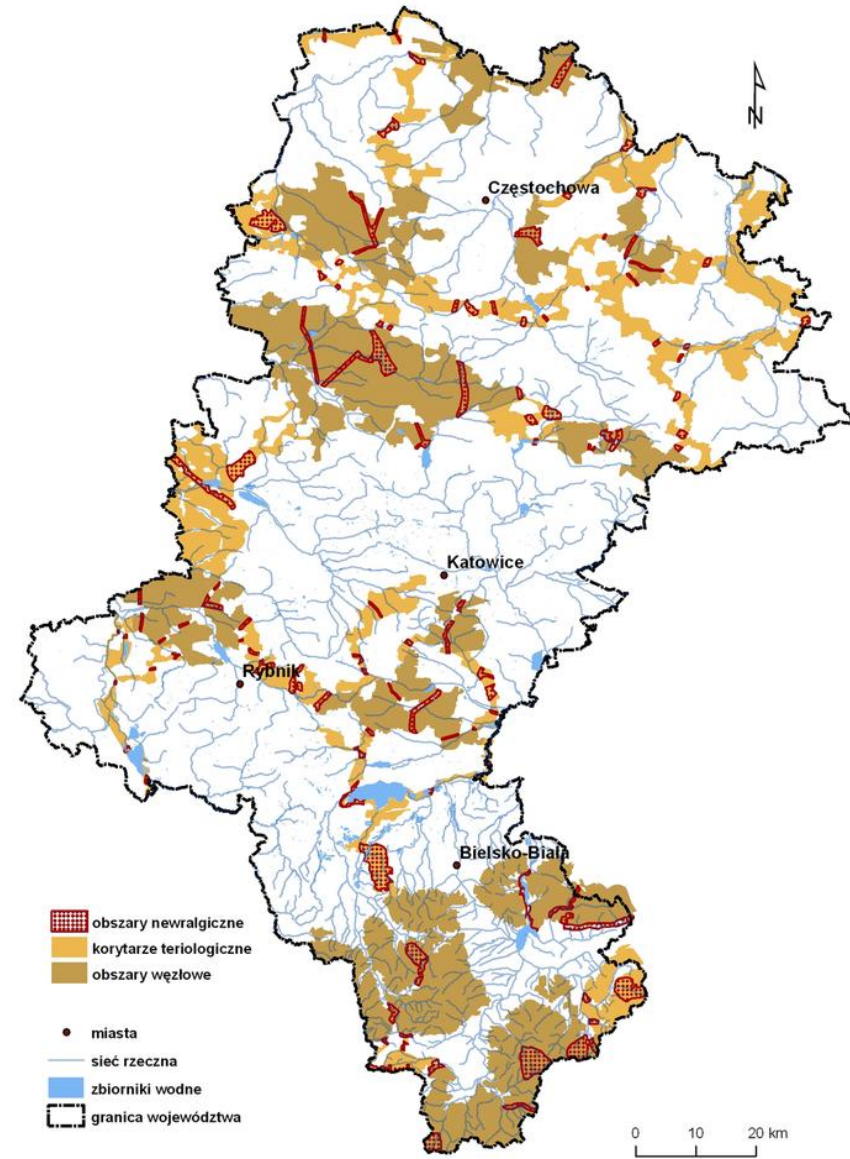 N
Częstochowa
Katowice
Rybnik
Bielsko-Biała
obszary newralgiczne
korytarze teriologiczne
obszary węzłowe
miasta
sieć rzeczna
zbiorniki wodne
granica województwa
0 10 20 km